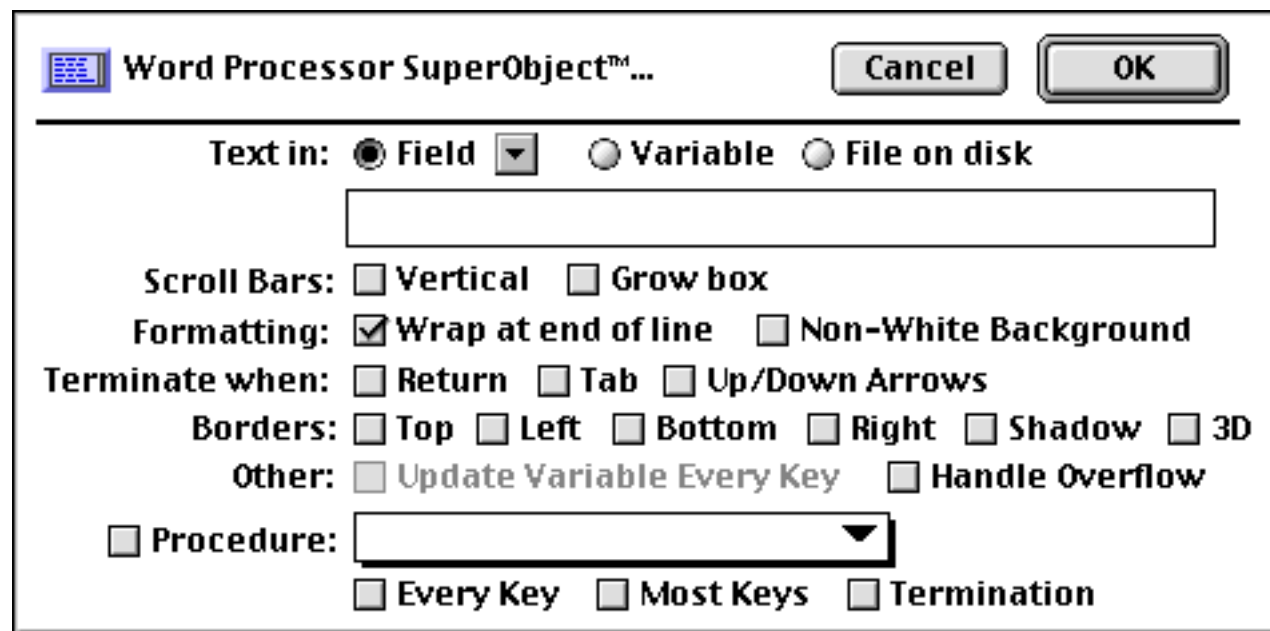 Word Processor SuperObject™... Cancel OK
Text in: Field Variable File on disk
Scroll Bars: Vertical Grow box
Formatting: Wrap at end of line Non-White Background
Terminate when: Return Tab Up/Down Arrows
Borders: Top Left Bottom Right Shadow 3D
Other: Update Variable Every Key Handle Overflow
Procedure:
Every Key Most Keys Termination